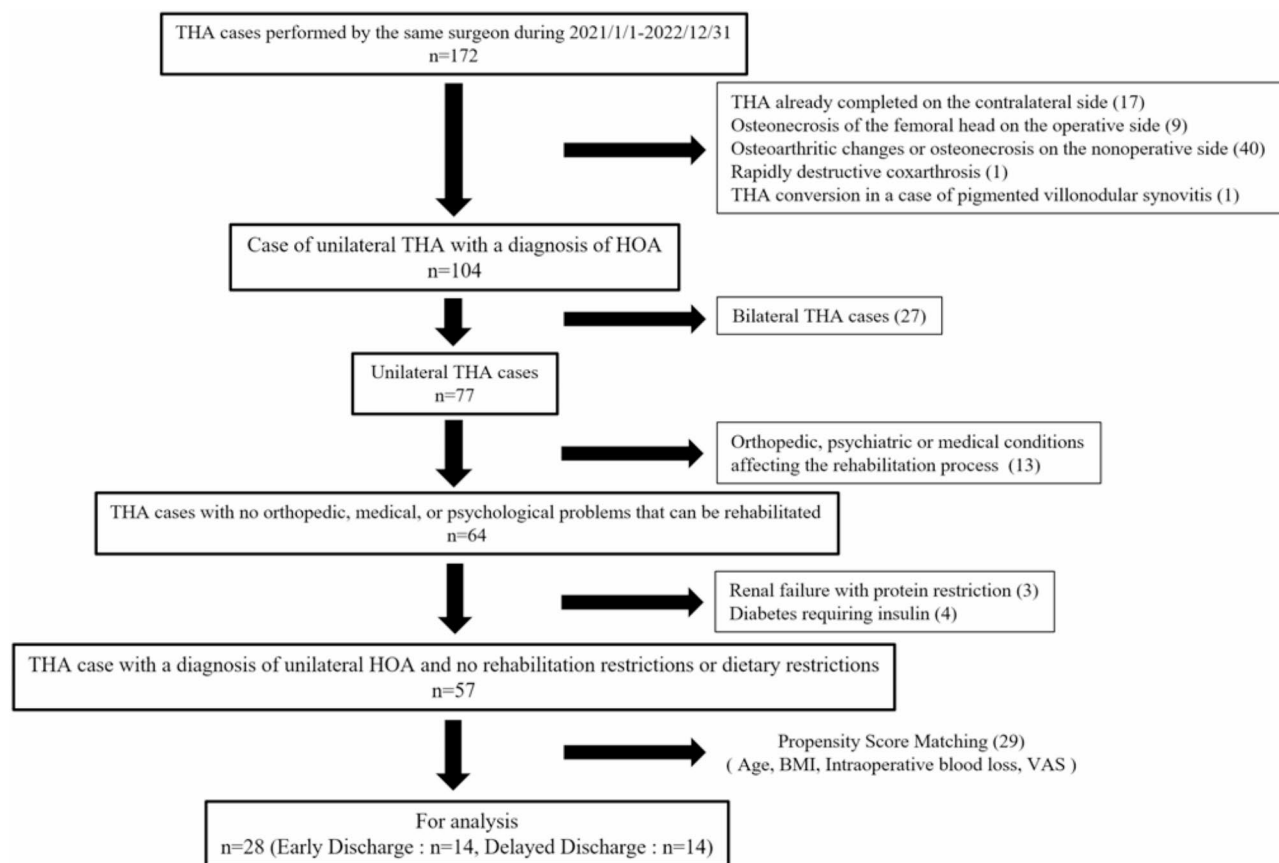 THA cases performed by the same surgeon during 2021/1/1-2022/12/31
n=172
THA already completed on the contralateral side (17)
Osteonecrosis of the femoral head on the operative side (9)
Osteoarthritic changes or osteonecrosis on the nonoperative side (40)
Rapidly destructive coxarthrosis (1)
THA conversion in a case of pigmented villonodular synovitis (1)
Case of unilateral THA with a diagnosis of HOA
n=104
Bilateral THA cases (27)
Unilateral THA cases
n=77
Orthopedic, psychiatric or medical conditions
affecting the rehabilitation process (13)
THA cases with no orthopedic, medical, or psychological problems that can be rehabilitated
n=64
Renal failure with protein restriction (3)
Diabetes requiring insulin (4)
THA case with a diagnosis of unilateral HOA and no rehabilitation restrictions or dietary restrictions
n=57
Propensity Score Matching (29)
( Age, BMI, Intraoperative blood loss, VAS )
For analysis
n=28 (Early Discharge : n=14, Delayed Discharge : n=14)